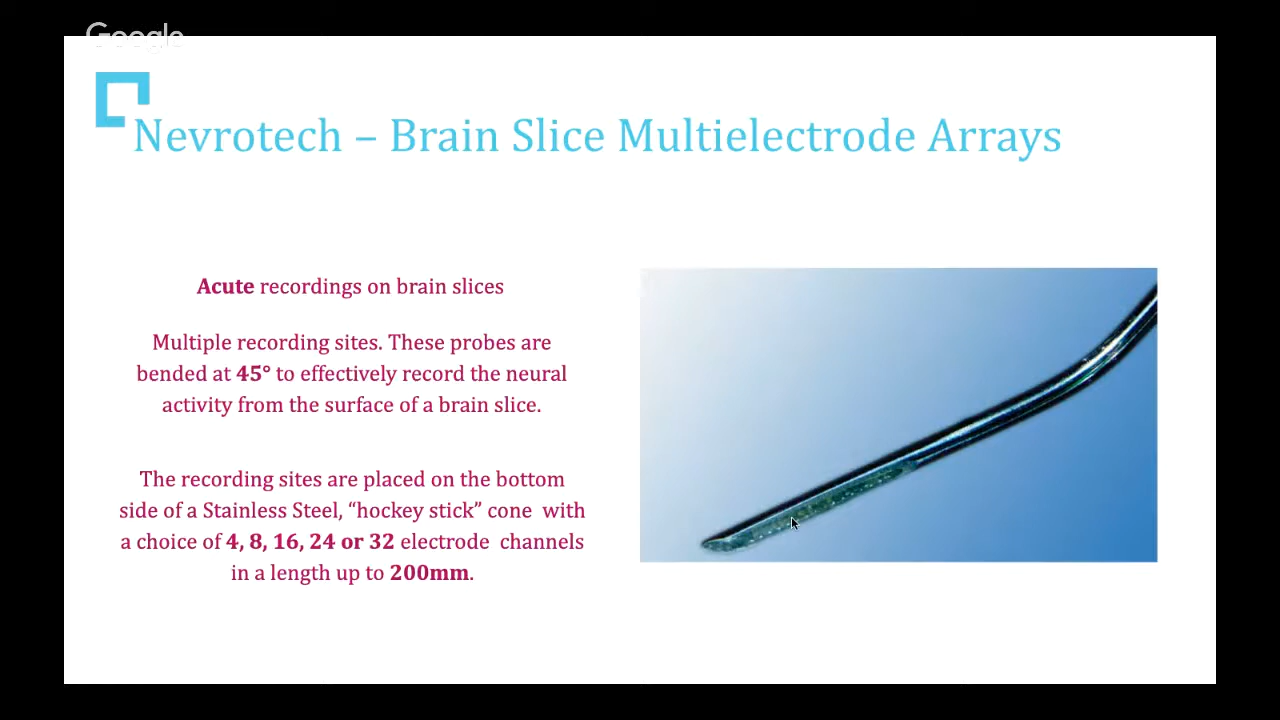 Google
Nevrotech – Brain Slice Multielectrode Arrays
Acute recordings on brain slices
Multiple recording sites. These probes are
bended at 45° to effectively record the neural
activity from the surface of a brain slice.
The recording sites are placed on the bottom
side of a Stainless Steel, “hockey stick” cone with
a choice of 4, 8, 16, 24 or 32 electrode channels
in a length up to 200mm.